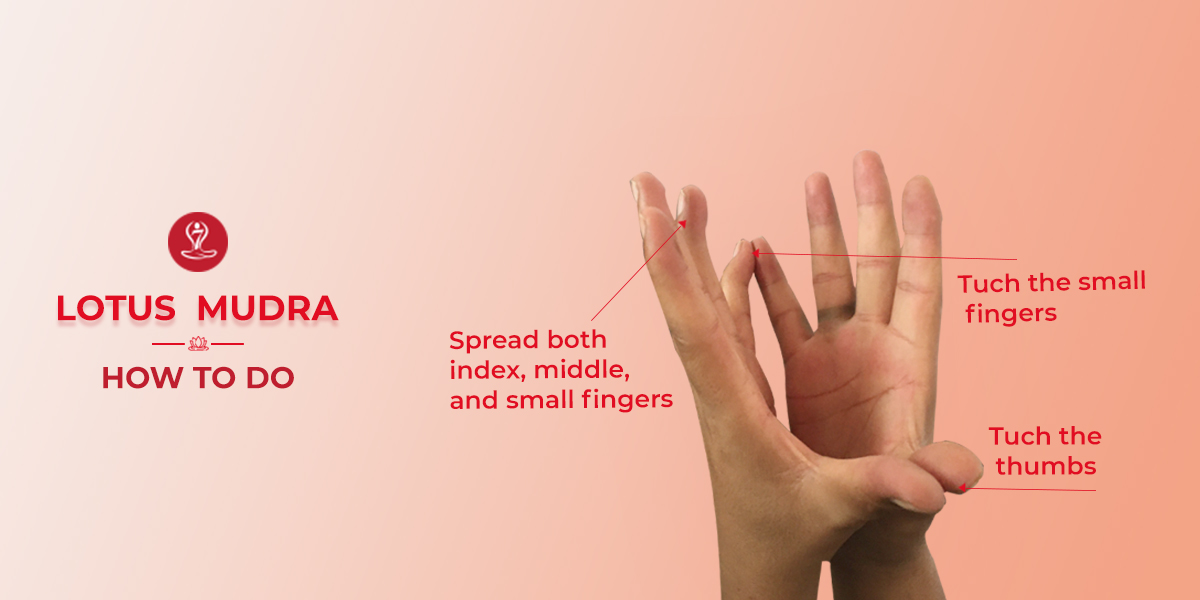 LOTUS MUDRA
HOW TO DO
Spread both
index, middle,
and small fingers
Tuch the small
fingers
Tuch the
thumbs